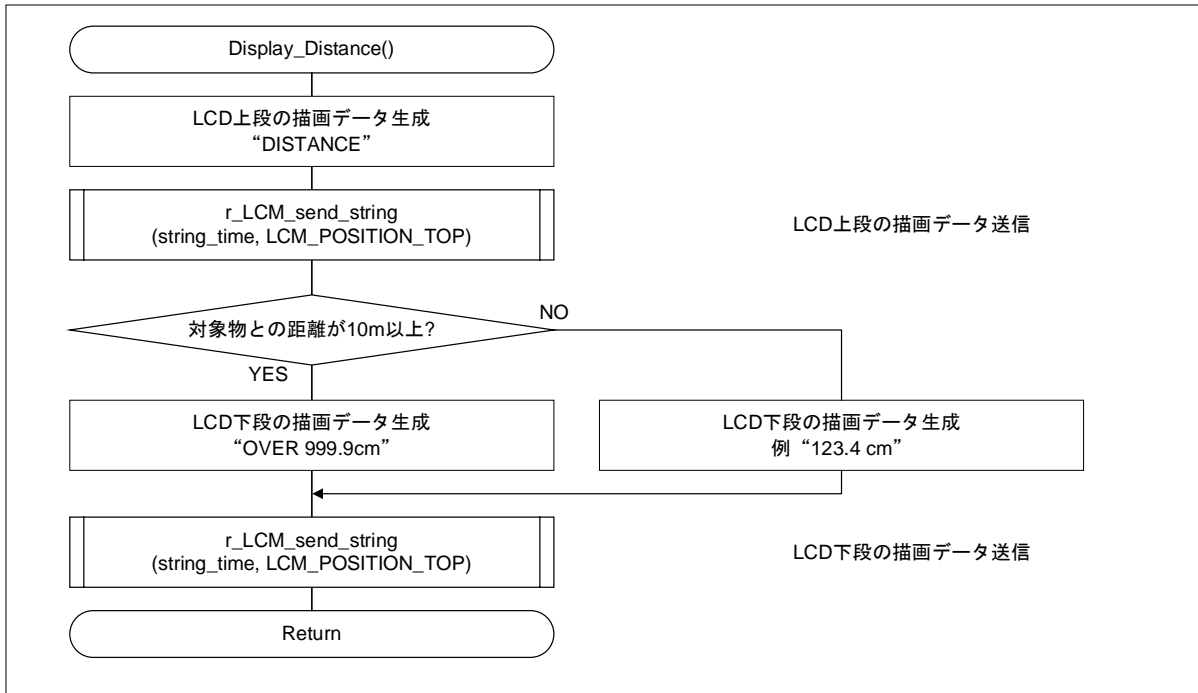 Display_Distance()
LCD上段の描画データ生成
“DISTANCE”
r_LCM_send_string
(string_time, LCM_POSITION_TOP)
LCD上段の描画データ送信
対象物との距離が10m以上?
NO
YES
LCD下段の描画データ生成
“OVER 999.9cm”
LCD下段の描画データ生成
例 “123.4 cm”
r_LCM_send_string
(string_time, LCM_POSITION_TOP)
LCD下段の描画データ送信
Return